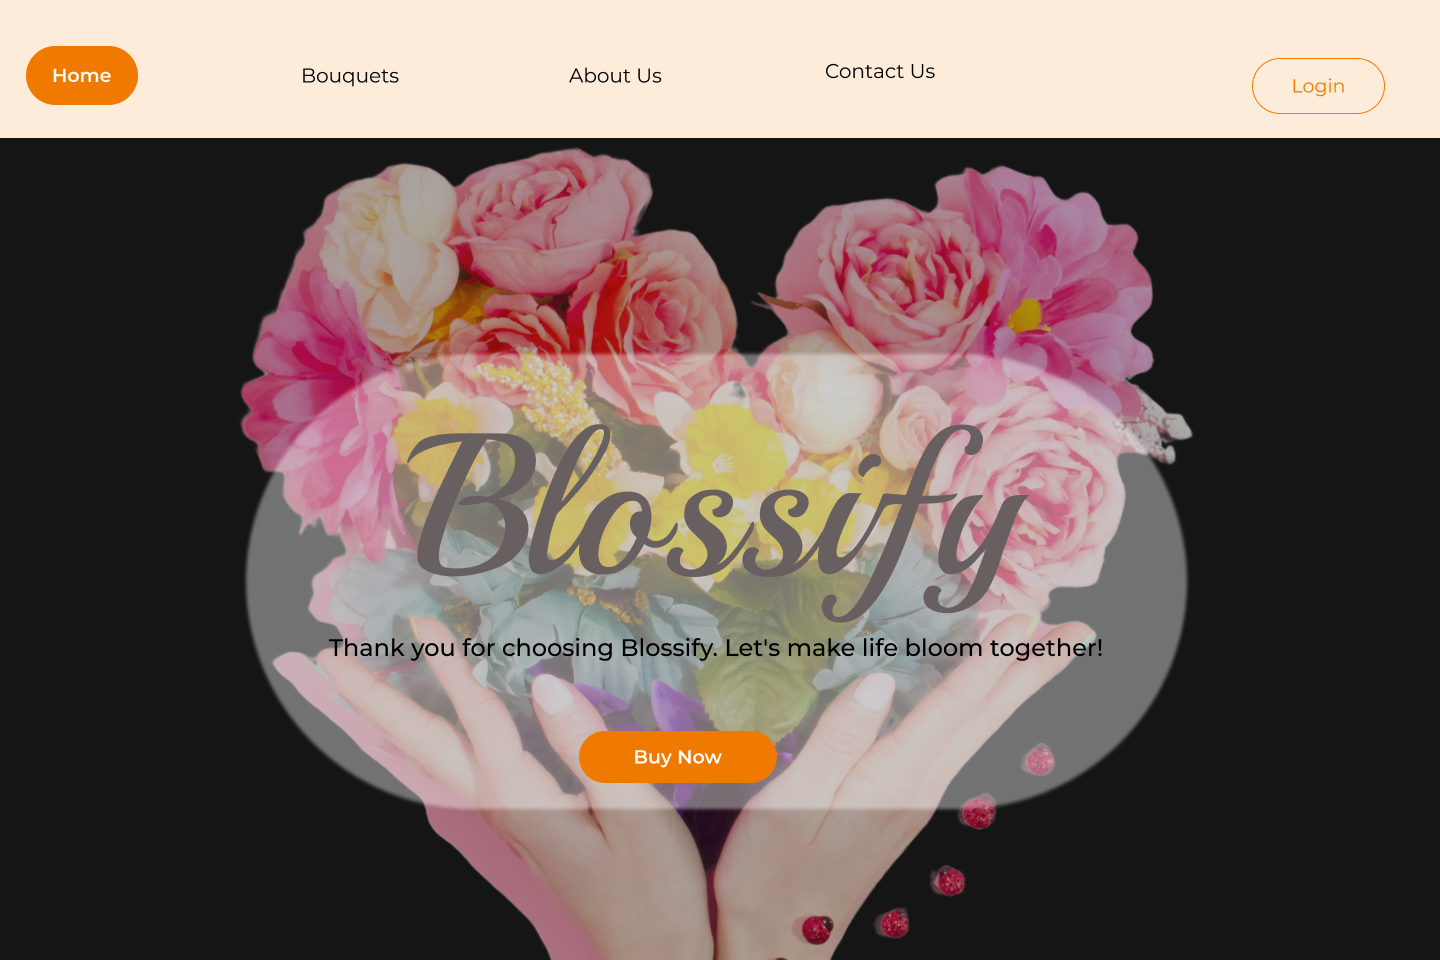 Home
Bouquets
About Us
Contact Us
Login
Blossify
Thank you for choosing Blossify. Let's make life bloom together!
Buy Now